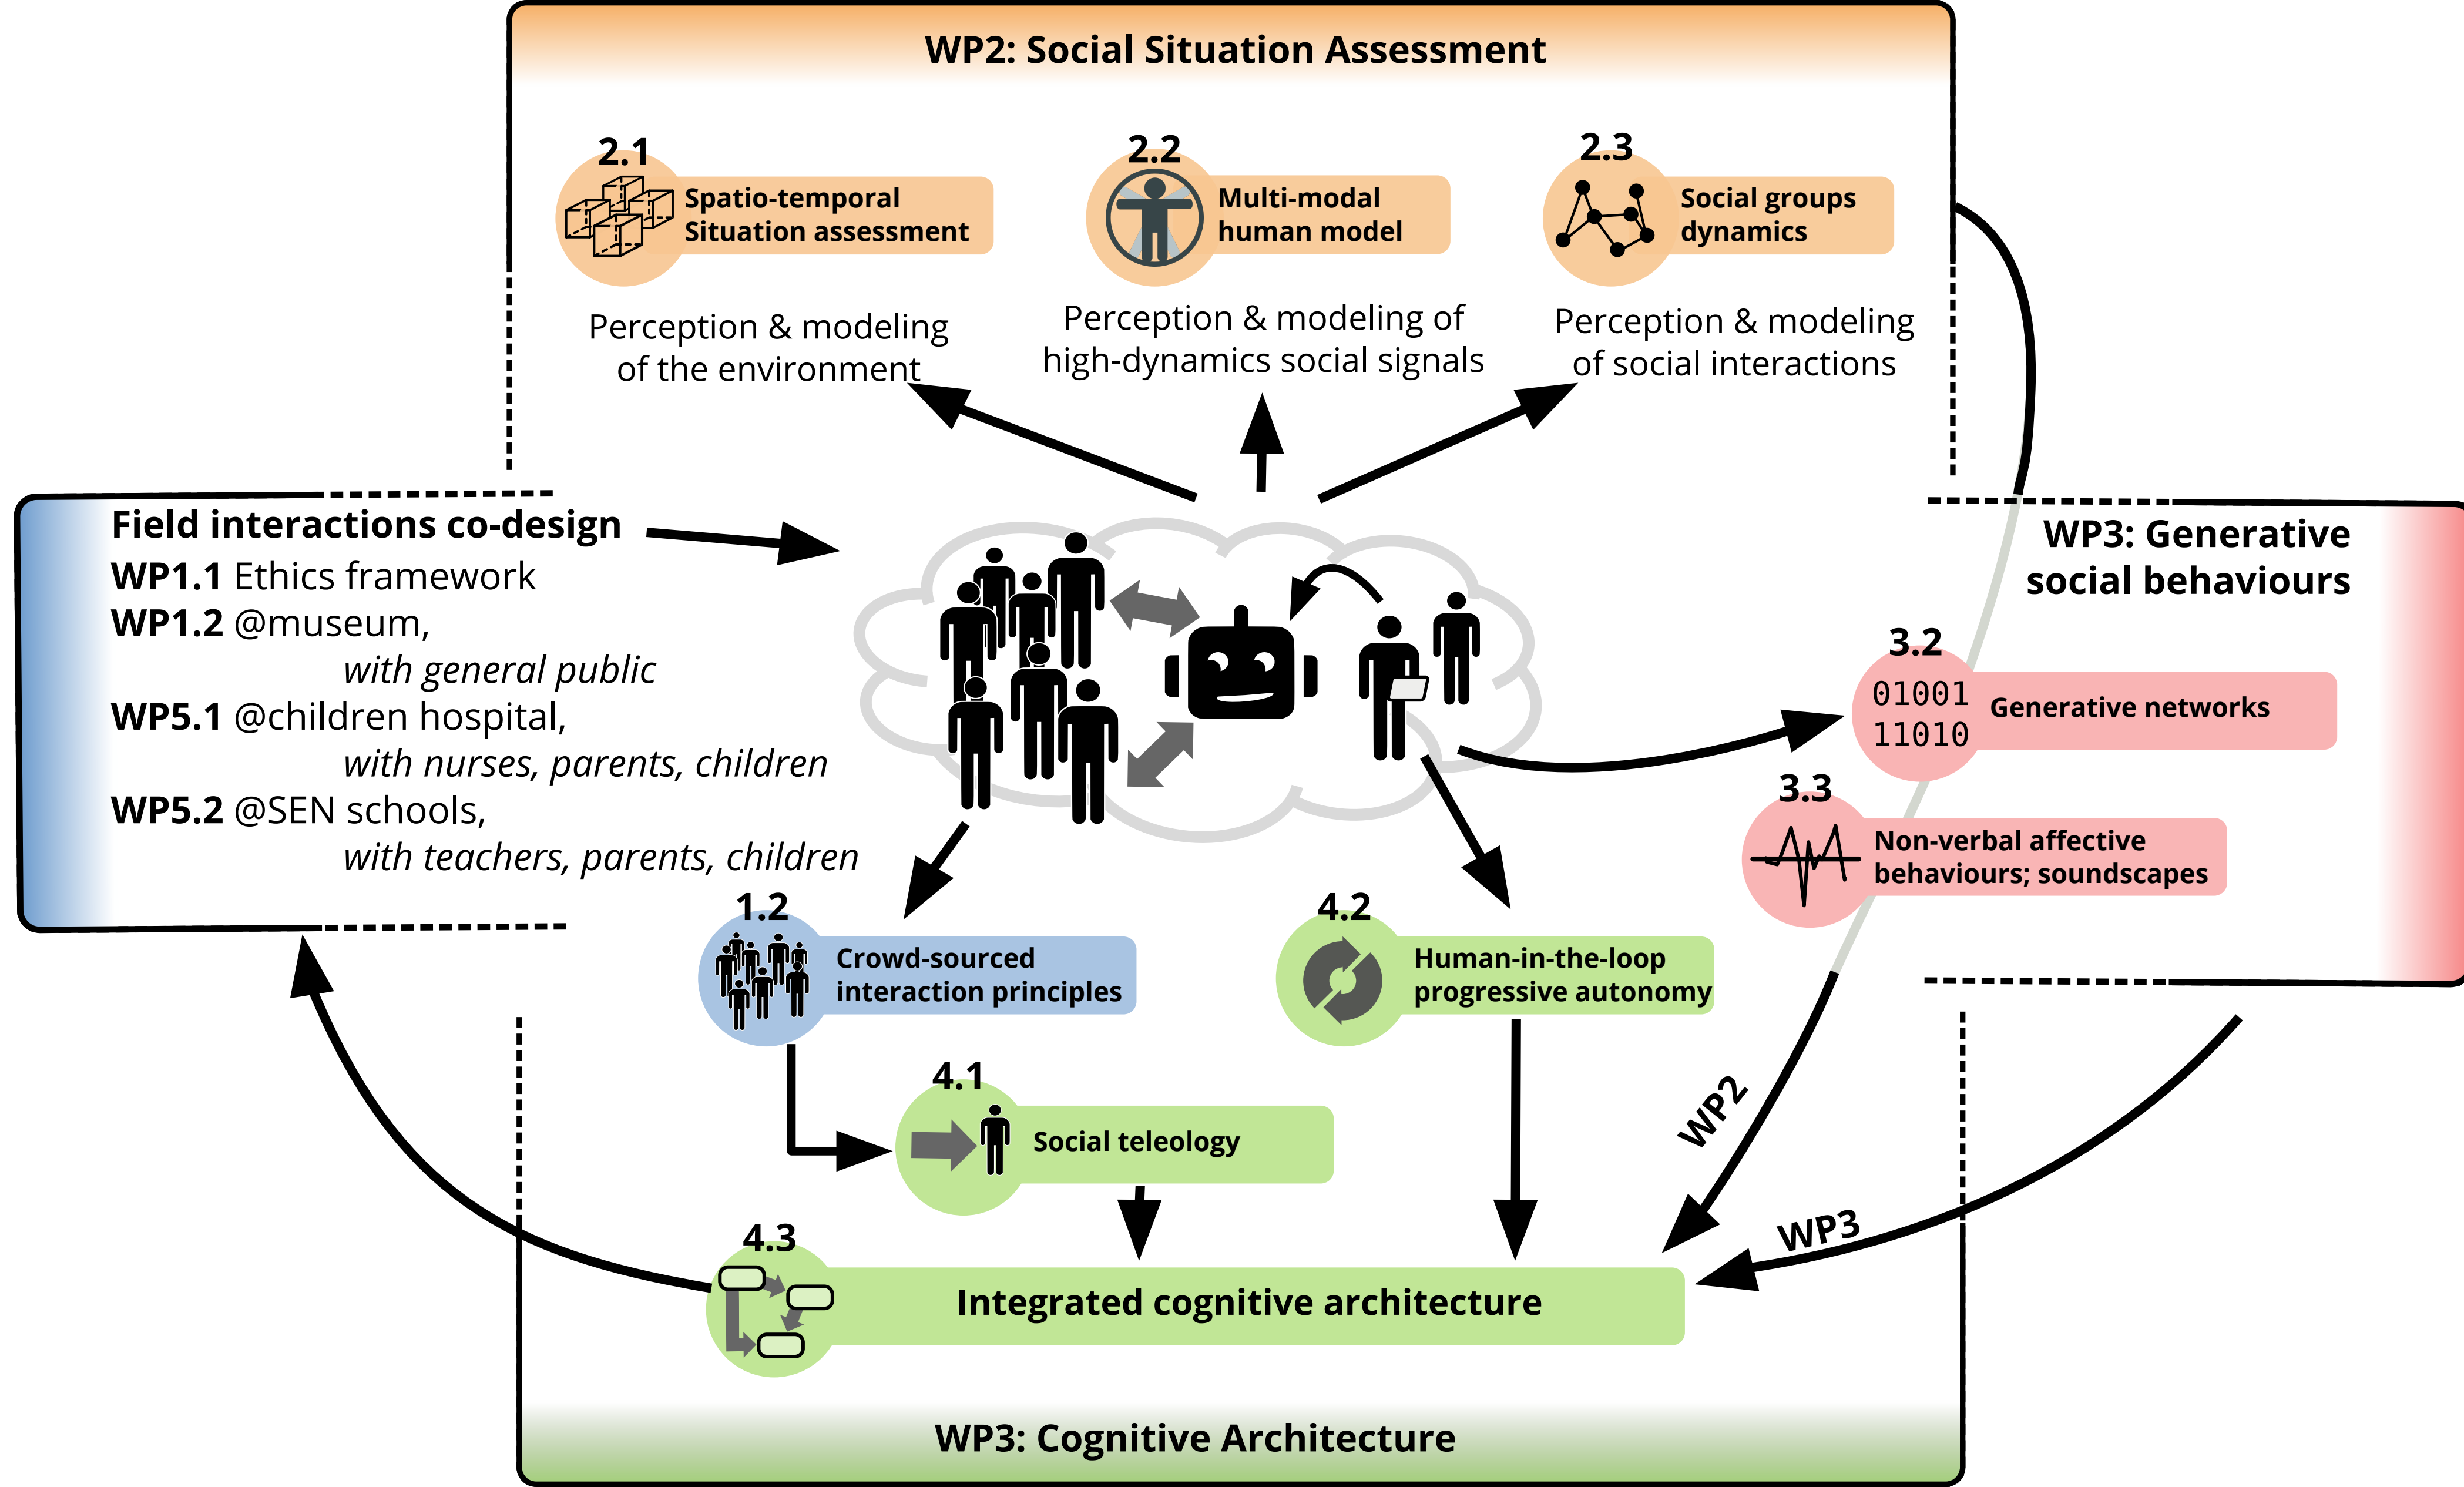 WP2: Social Situation Assessment
2.1
Spatio-temporal
Situation assessment
Perception & modeling
of the environment
2.2
Multi-modal
human model
Perception & modeling of
high-dynamics social signals
2.3
Social groups
dynamics
Perception & modeling
of social interactions
Field interactions co-design
WP1.1 Ethics framework
WP1.2 @museum,
with general public
WP5.1 @children hospital,
with nurses, parents, children
WP5.2 @SEN schools,
with teachers, parents, children
WP3: Generative
social behaviours
3.2
01001
11010
Generative networks
3.3
Non-verbal affective
behaviours; soundscapes
1.2
Crowd-sourced
interaction principles
4.2
Human-in-the-loop
progressive autonomy
4.1
Social teleology
WP2
WP3
4.3
Integrated cognitive architecture
WP3: Cognitive Architecture